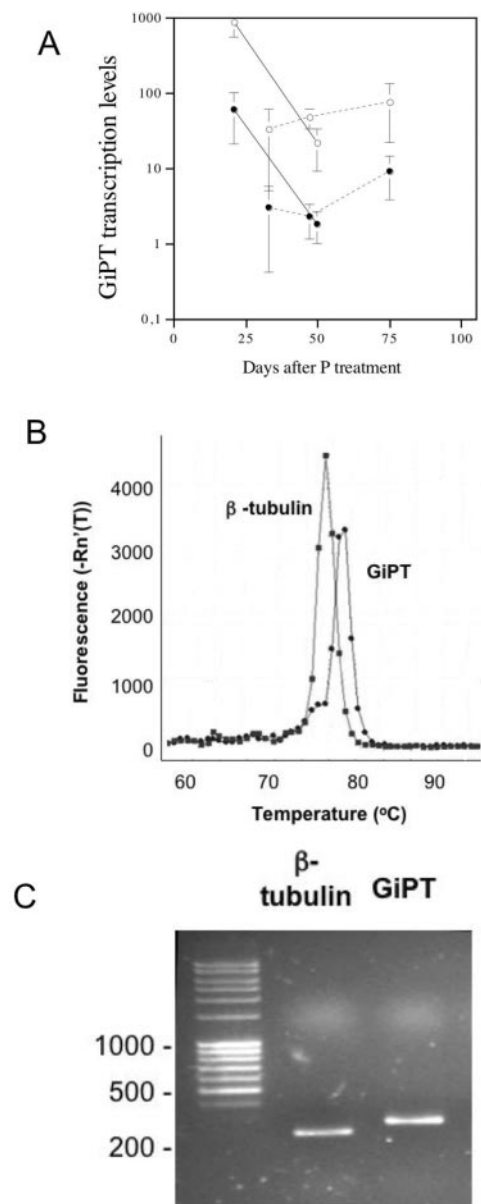 A
GiPT transcription levels
1000
100
10
1
0,1
0 25 50 75 100
Days after P treatment
B
Fluorescence (-Rn'(T))
4000
3000
2000
1000
0
β -tubulin
GiPT
60 70 80 90
Temperature (ºC)
C
β-
tubulin GiPT
1000 -
500 -
200 -